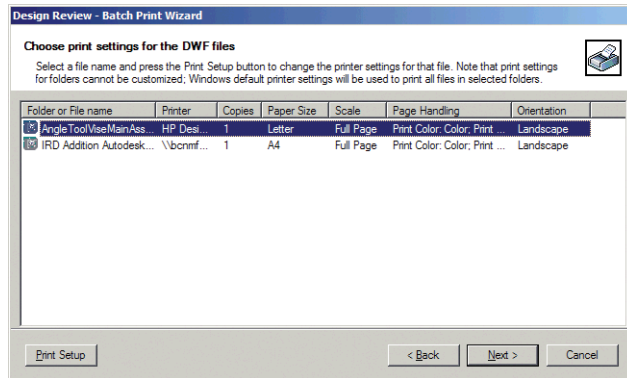 Design Review - Batch Print Wizard
Choose print settings for the DWF files
Select a file name and press the Print Setup button to change the printer settings for that file. Note that print settings
for folders cannot be customized; Windows default printer settings will be used to print all files in selected folders.
Folder or File name Printer Copies Paper Size Scale Page Handling Orientation
AngleToolViseMainAss... HP Desi... 1 Letter Full Page Print Color: Color; Print ... Landscape
IRD Addition Autodesk... \\bcnmf... 1 A4 Full Page Print Color: Color; Print ... Landscape
Print Setup < Back Next > Cancel